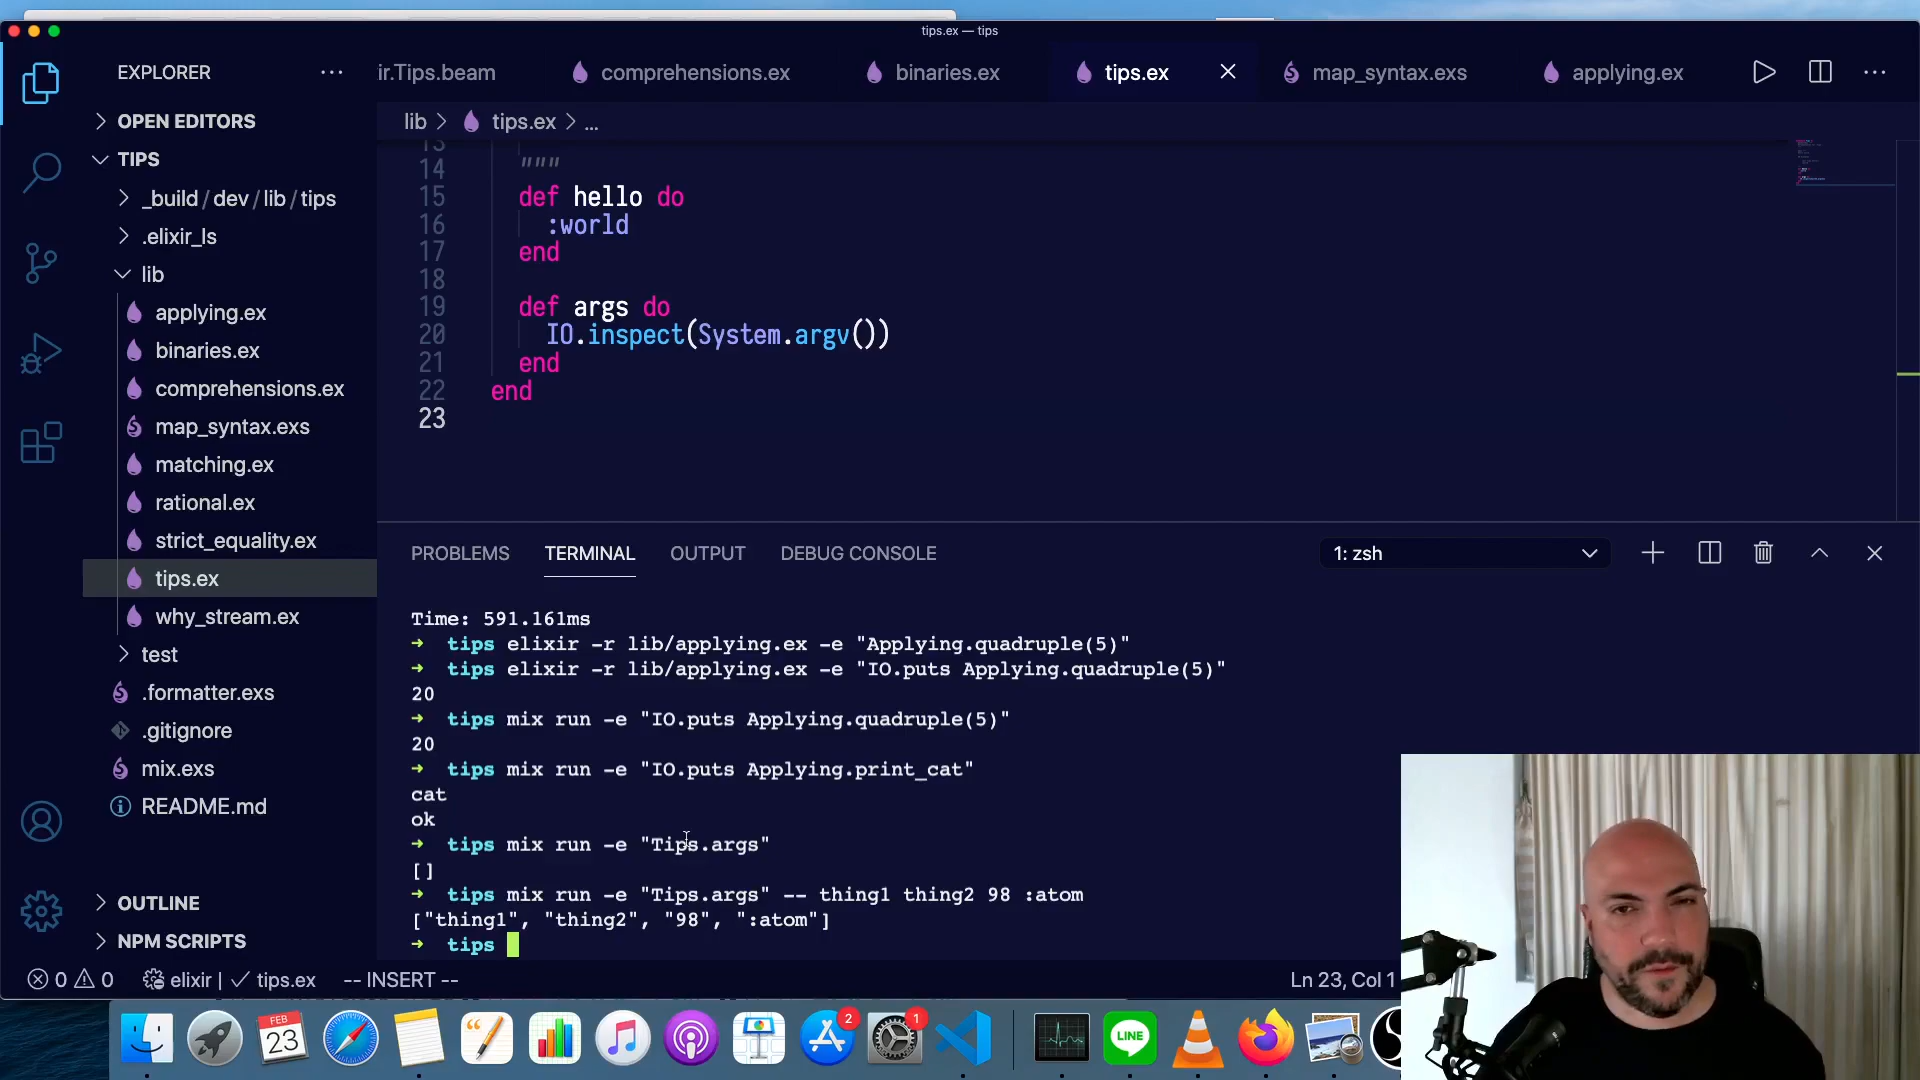 tips.ex — tips
EXPLORER
ir.Tips.beam
comprehensions.ex
binaries.ex
tips.ex
map_syntax.exs
applying.ex
OPEN EDITORS
TIPS
_build / dev / lib / tips
.elixir_ls
lib
applying.ex
binaries.ex
comprehensions.ex
map_syntax.exs
matching.ex
rational.ex
strict_equality.ex
tips.ex
why_stream.ex
test
.formatter.exs
.gitignore
mix.exs
README.md
OUTLINE
NPM SCRIPTS
lib > tips.ex > ...
13
14 """
15 def hello do
16 :world
17 end
18
19 def args do
20 IO.inspect(System.argv())
21 end
22 end
23
PROBLEMS TERMINAL OUTPUT DEBUG CONSOLE
1: zsh
Time: 591.161ms
➜ tips elixir -r lib/applying.ex -e "Applying.quadruple(5)"
➜ tips elixir -r lib/applying.ex -e "IO.puts Applying.quadruple(5)"
20
➜ tips mix run -e "IO.puts Applying.quadruple(5)"
20
➜ tips mix run -e "IO.puts Applying.print_cat"
cat
ok
➜ tips mix run -e "Tips.args"
[]
➜ tips mix run -e "Tips.args" -- thing1 thing2 98 :atom
["thing1", "thing2", "98", ":atom"]
➜ tips
0 0 elixir | ✓ tips.ex -- INSERT --
Ln 23, Col 1
FEB
23
2
1
LINE